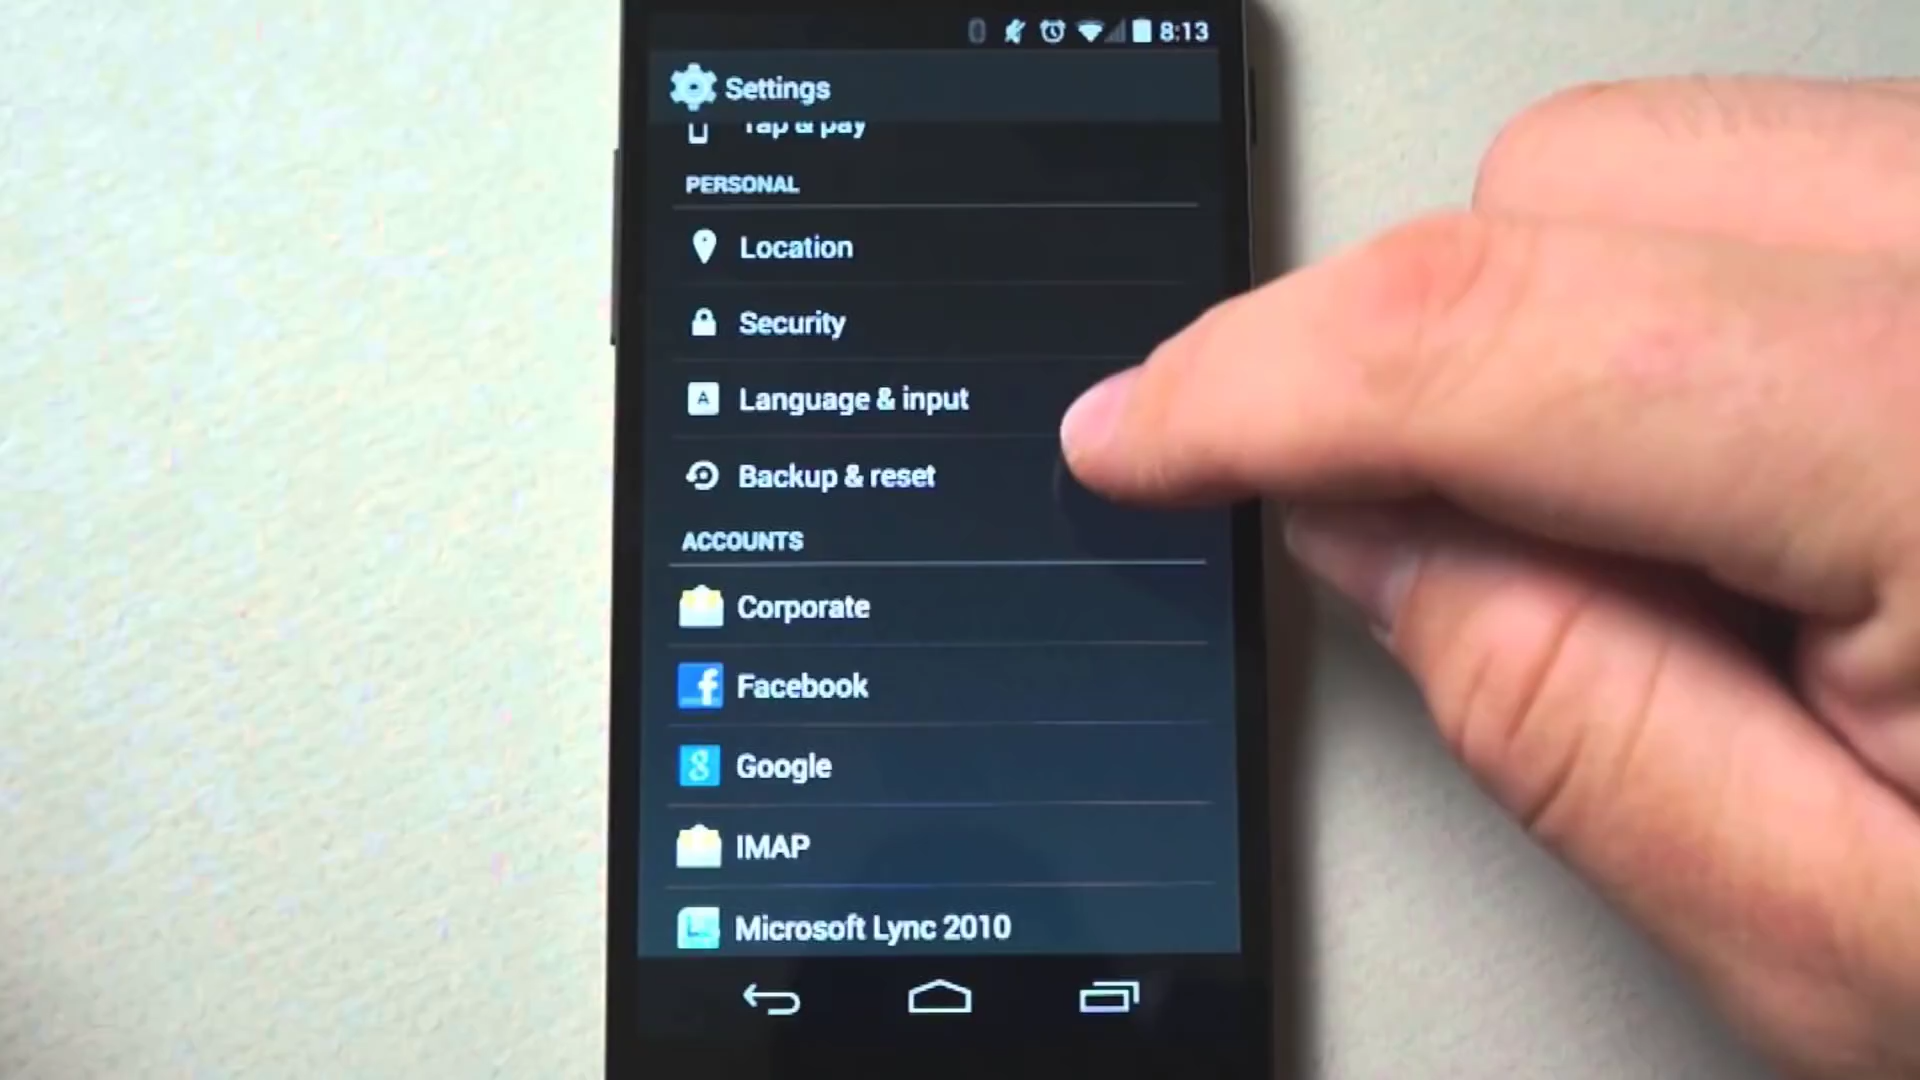 8:13
Settings
Tap & pay
PERSONAL
Location
Security
A Language & input
Backup & reset
ACCOUNTS
Corporate
f Facebook
8 Google
IMAP
Microsoft Lync 2010